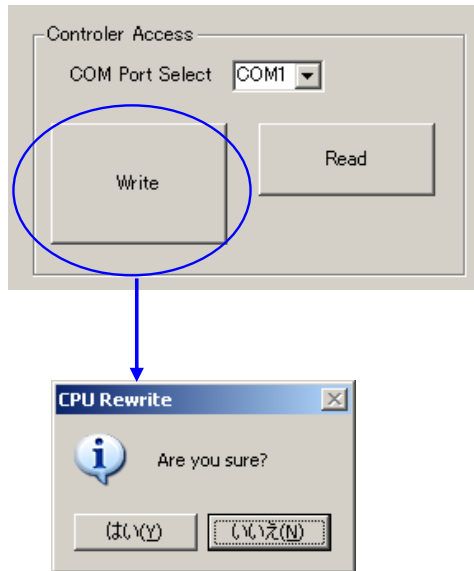 Controler Access
COM Port Select COM1
Write
Read
CPU Rewrite
Are you sure?
はい(Y) いいえ(N)